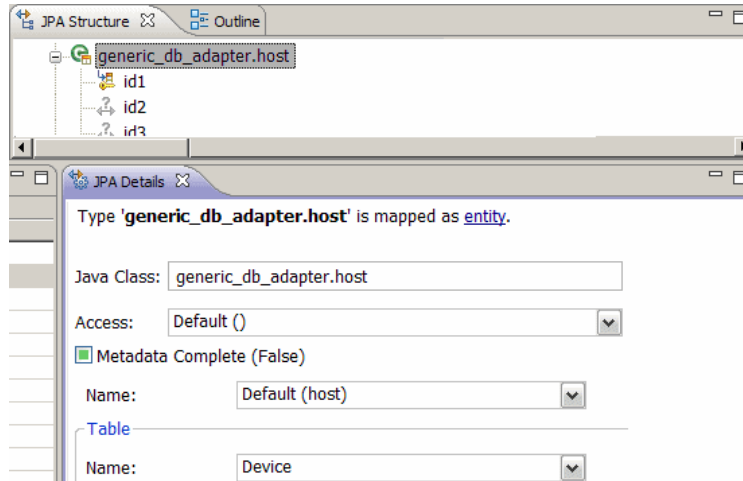 JPA Structure Outline
generic_db_adapter.host
id1
id2
id3
JPA Details
Type 'generic_db_adapter.host' is mapped as entity.
Java Class: generic_db_adapter.host
Access: Default ()
Metadata Complete (False)
Name: Default (host)
Table
Name: Device